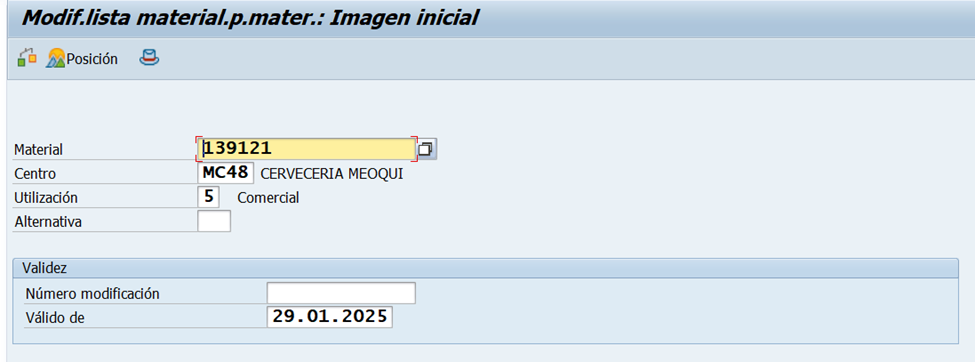 Modif.lista material.p.mater.: Imagen inicial
Posición
Material 139121
Centro MC48 CERVECERIA MEOQUI
Utilización 5 Comercial
Alternativa
Validez
Número modificación
Válido de 29.01.2025